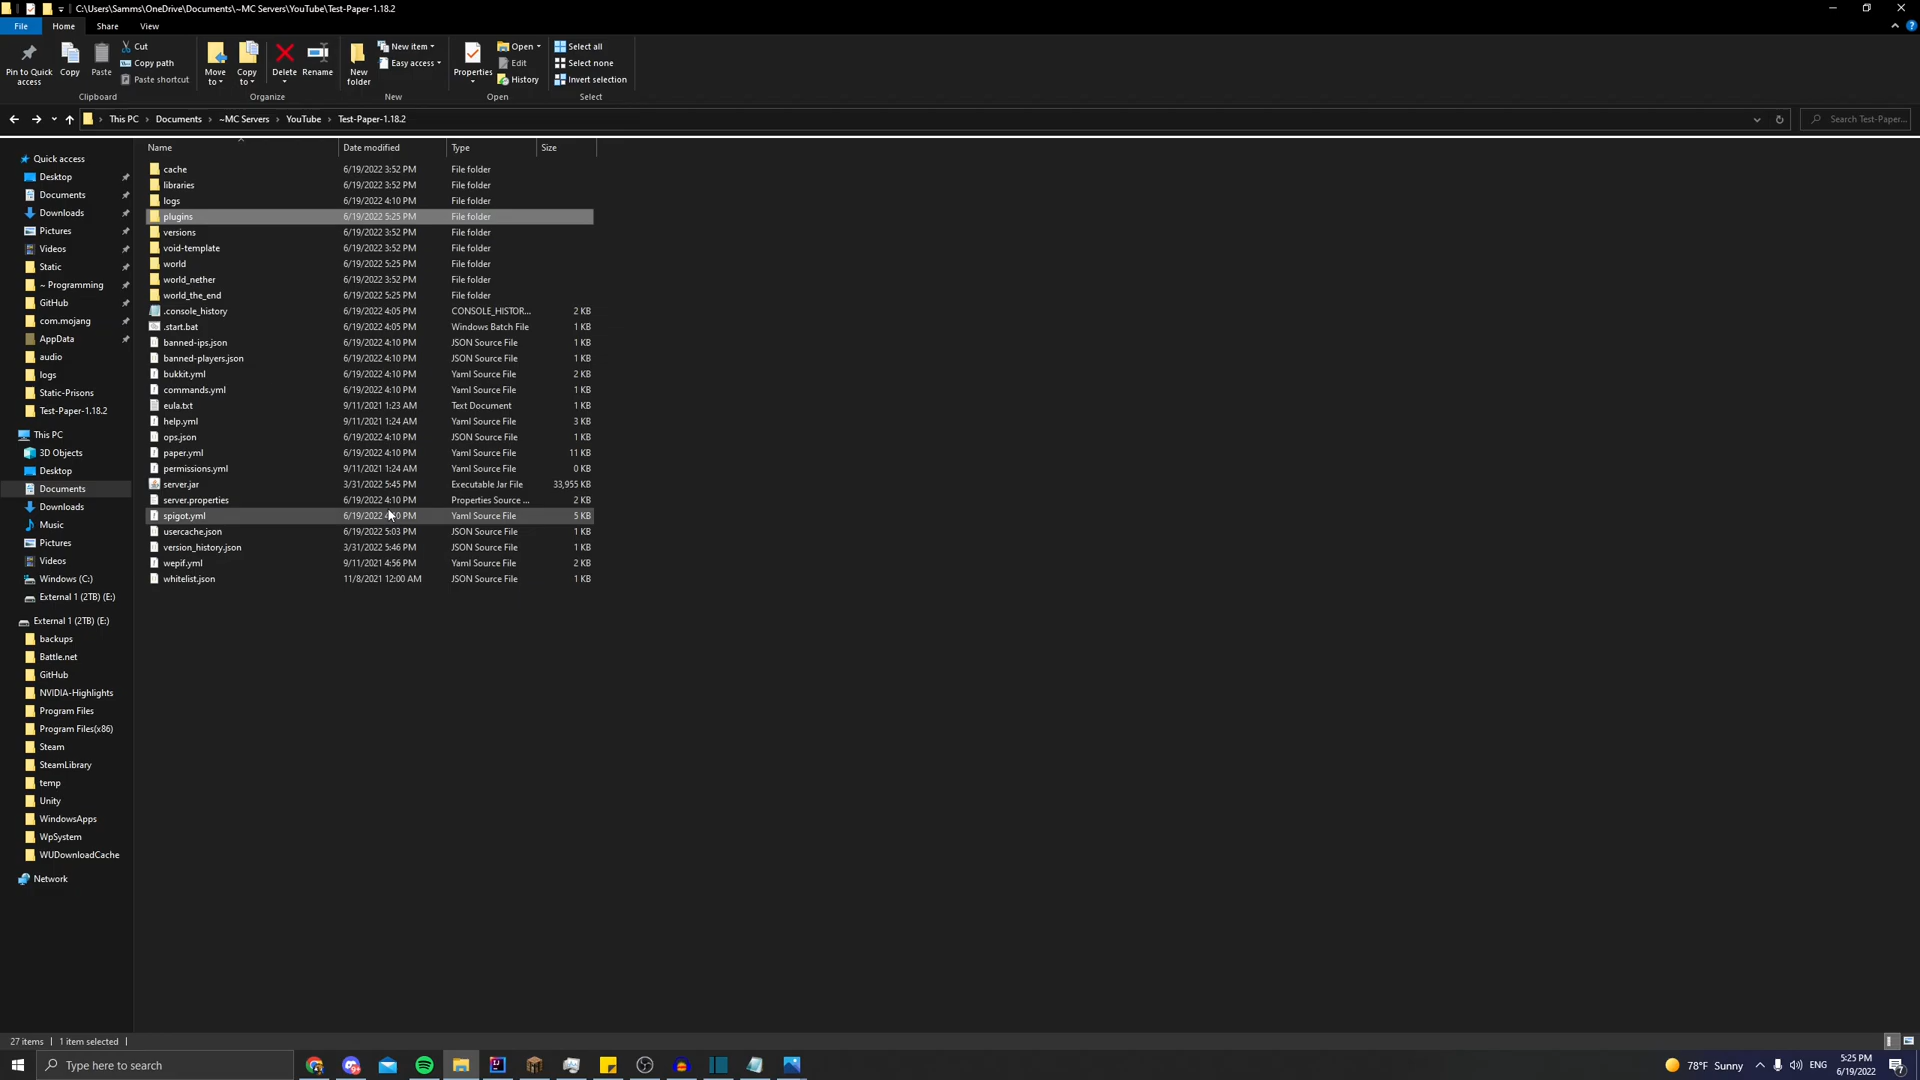 C:\Users\Samms\OneDrive\Documents\~MC Servers\YouTube\Test-Paper-1.18.2
File Home Share View
Pin to Quick access
Copy
Paste
Cut
Copy path
Paste shortcut
Clipboard
Move to
Copy to
Delete
Rename
Organize
New folder
New item
Easy access
New
Properties
Open
Edit
History
Open
Select all
Select none
Invert selection
Select
This PC > Documents > ~MC Servers > YouTube > Test-Paper-1.18.2
Search Test-Paper...
Quick access
Desktop
Documents
Downloads
Pictures
Videos
Static
~ Programming
GitHub
com.mojang
AppData
audio
logs
Static-Prisons
Test-Paper-1.18.2
This PC
3D Objects
Desktop
Documents
Downloads
Music
Pictures
Videos
Windows (C:)
External 1 (2TB) (E:)
External 1 (2TB) (E:)
backups
Battle.net
GitHub
NVIDIA-Highlights
Program Files
Program Files(x86)
Steam
SteamLibrary
temp
Unity
WindowsApps
WpSystem
WUDownloadCache
Network
Name Date modified Type Size
cache 6/19/2022 3:52 PM File folder
libraries 6/19/2022 3:52 PM File folder
logs 6/19/2022 4:10 PM File folder
plugins 6/19/2022 5:25 PM File folder
versions 6/19/2022 3:52 PM File folder
void-template 6/19/2022 3:52 PM File folder
world 6/19/2022 5:25 PM File folder
world_nether 6/19/2022 3:52 PM File folder
world_the_end 6/19/2022 5:25 PM File folder
.console_history 6/19/2022 4:05 PM CONSOLE_HISTOR... 2 KB
.start.bat 6/19/2022 4:05 PM Windows Batch File 1 KB
banned-ips.json 6/19/2022 4:10 PM JSON Source File 1 KB
banned-players.json 6/19/2022 4:10 PM JSON Source File 1 KB
bukkit.yml 6/19/2022 4:10 PM Yaml Source File 2 KB
commands.yml 6/19/2022 4:10 PM Yaml Source File 1 KB
eula.txt 9/11/2021 1:23 AM Text Document 1 KB
help.yml 9/11/2021 1:24 AM Yaml Source File 3 KB
ops.json 6/19/2022 4:10 PM JSON Source File 1 KB
paper.yml 6/19/2022 4:10 PM Yaml Source File 11 KB
permissions.yml 9/11/2021 1:24 AM Yaml Source File 0 KB
server.jar 3/31/2022 5:45 PM Executable Jar File 33,955 KB
server.properties 6/19/2022 4:10 PM Properties Source ... 2 KB
spigot.yml 6/19/2022 4:10 PM Yaml Source File 5 KB
usercache.json 6/19/2022 5:03 PM JSON Source File 1 KB
version_history.json 3/31/2022 5:46 PM JSON Source File 1 KB
wepif.yml 9/11/2021 4:56 PM Yaml Source File 2 KB
whitelist.json 11/8/2021 12:00 AM JSON Source File 1 KB
27 items 1 item selected
Type here to search
78°F Sunny
ENG
5:25 PM
6/19/2022